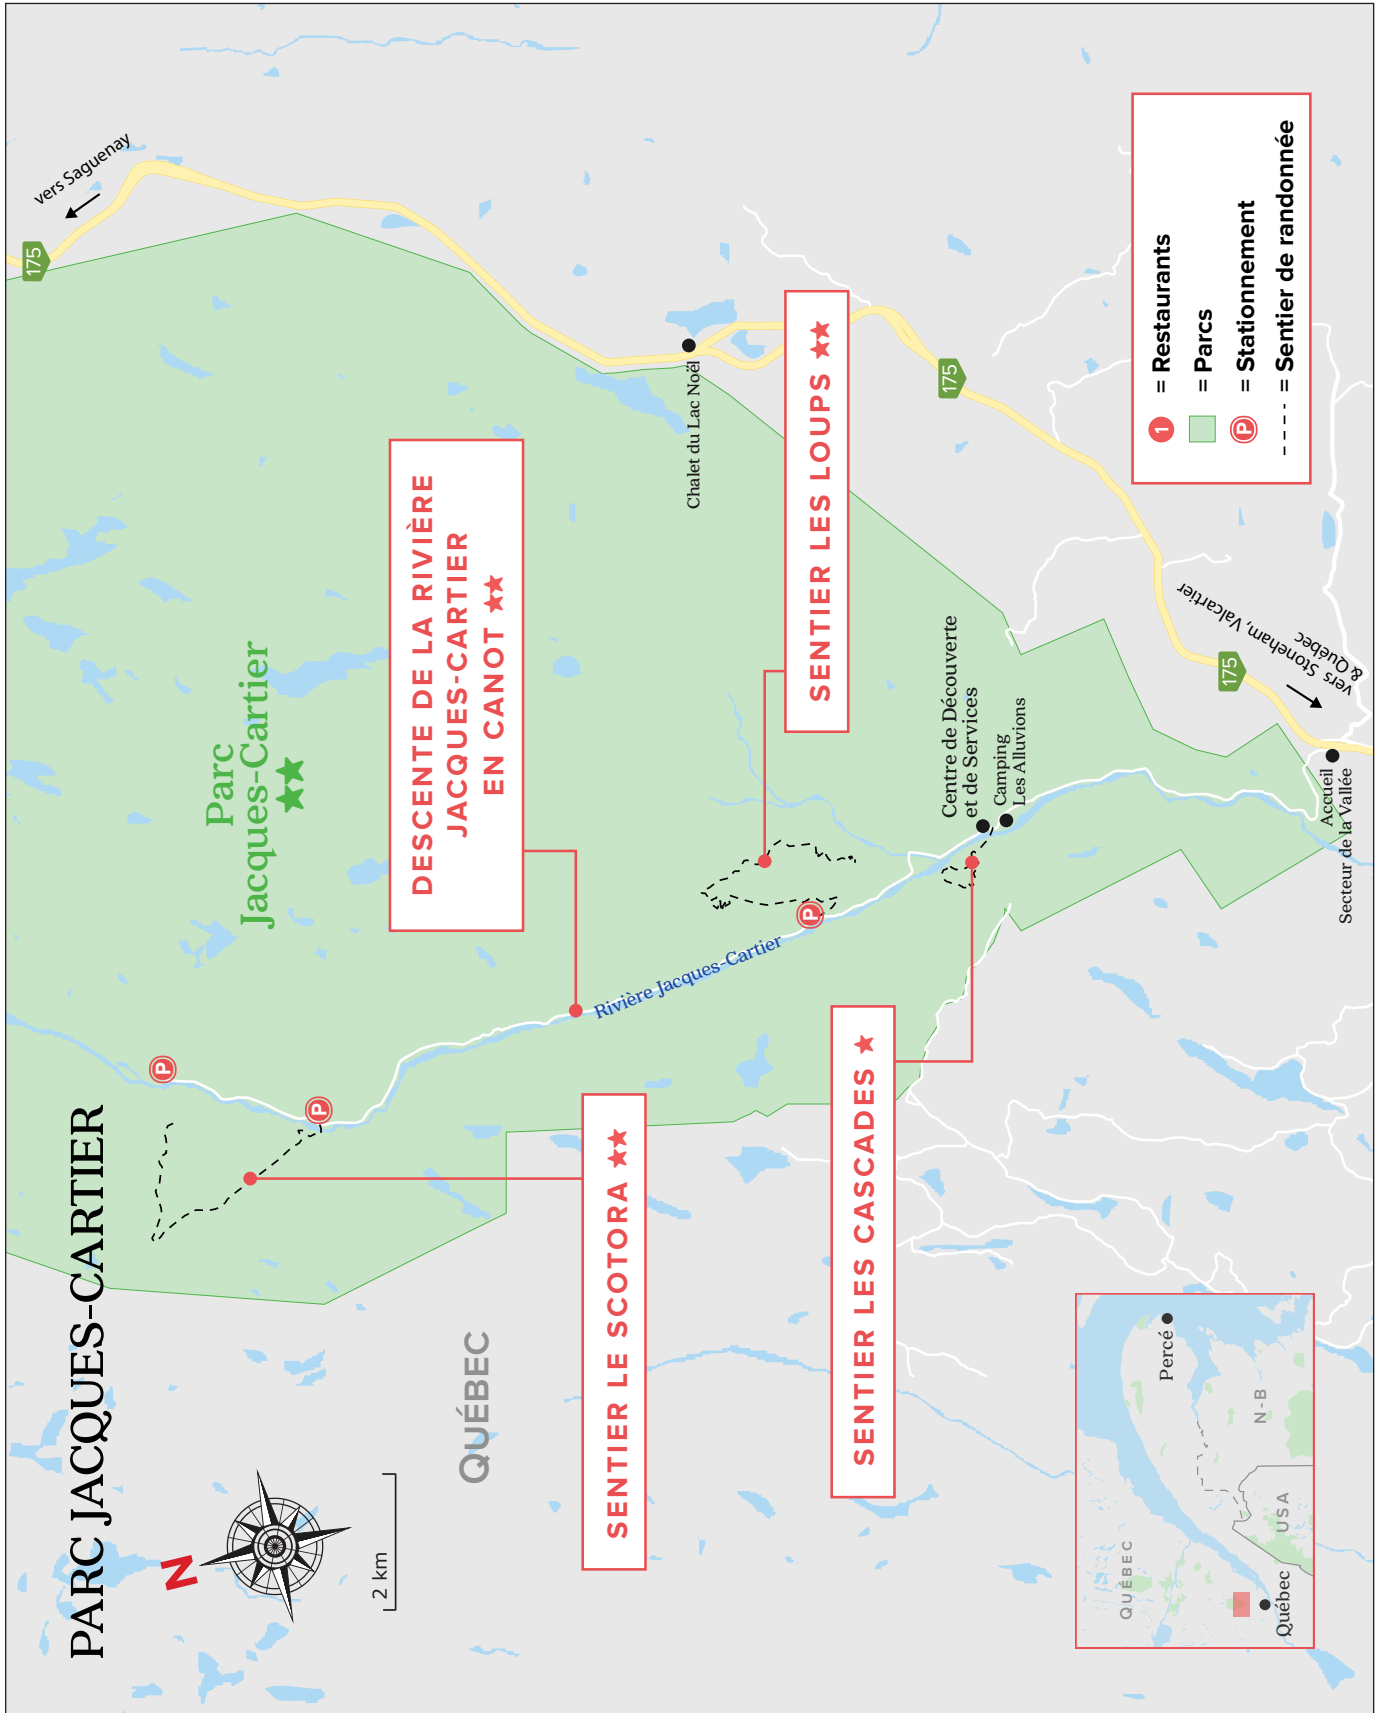 PARC JACQUES-CARTIER
N
2 km
QUÉBEC
Parc
Jacques-Cartier
175
vers Saguenay
P
P
DESCENTE DE LA RIVIÈRE
JACQUES-CARTIER
EN CANOT
SENTIER LE SCOTORA
Rivière Jacques-Cartier
Chalet du Lac Noël
SENTIER LES LOUPS
P
SENTIER LES CASCADES
Centre de Découverte
et de Services
Camping
Les Alluvions
175
175
vers Stoneham, Valcartier
& Québec
Accueil
Secteur de la Vallée
1 = Restaurants
= Parcs
P = Stationnement
= Sentier de randonnée
QUÉBEC
Percé
N-B
USA
Québec